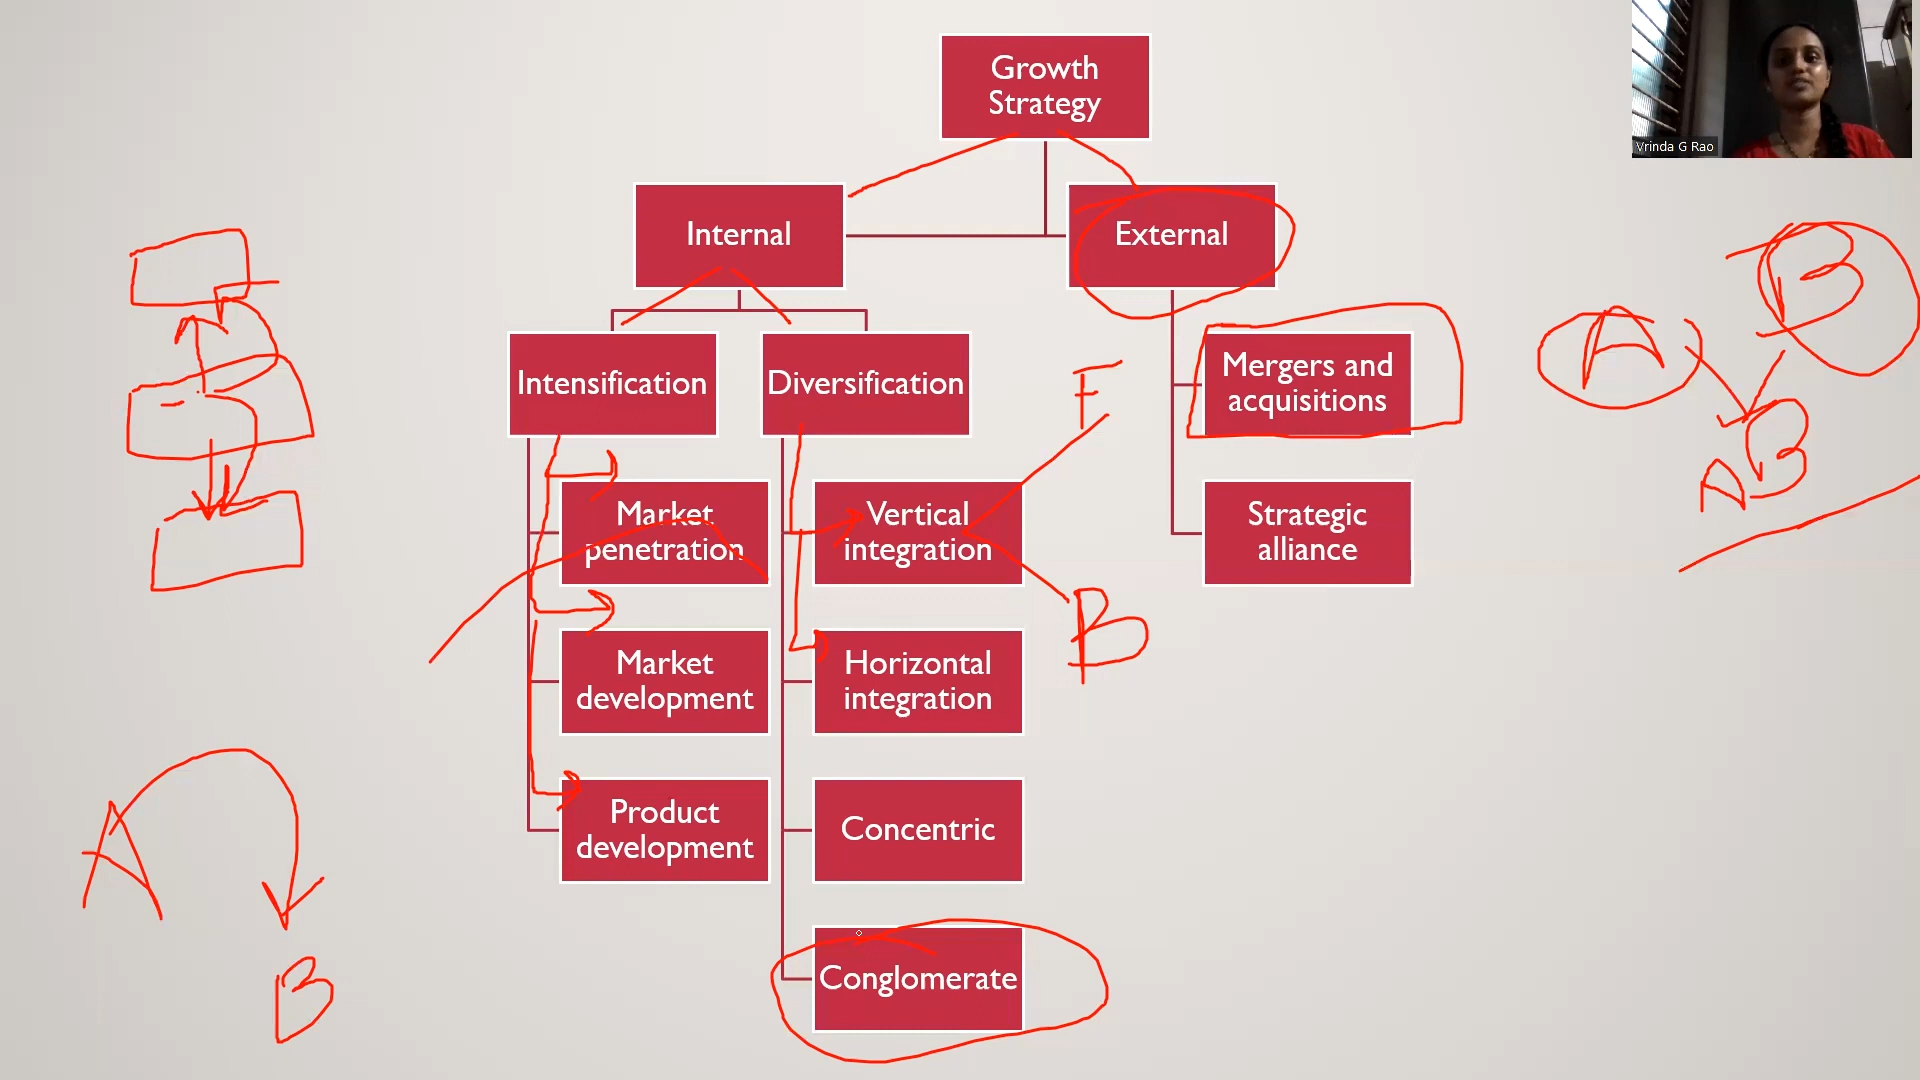 Growth
Strategy
Vrinda G Rao
Internal
External
Intensification
Diversification
Mergers and
acquisitions
Market
penetration
Vertical
integration
Strategic
alliance
Market
development
Horizontal
integration
Product
development
Concentric
Conglomerate
F
B
A
B
AB
A
B